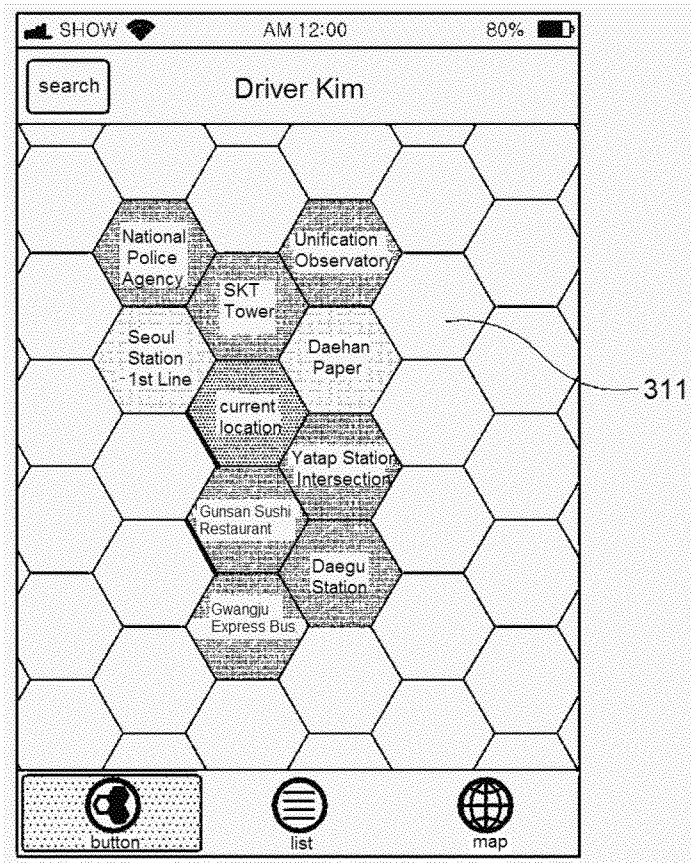 SHOW AM 12:00 80%
search
Driver Kim
National
Police
Agency
Unification
Observatory
SKT
Tower
Seoul
Station
-1st Line
Daehan
Paper
311
current
location
Yatap Station
Intersection
Gunsan Sushi
Restaurant
Daegu
Station
Gwangju
Express Bus
button
list
map